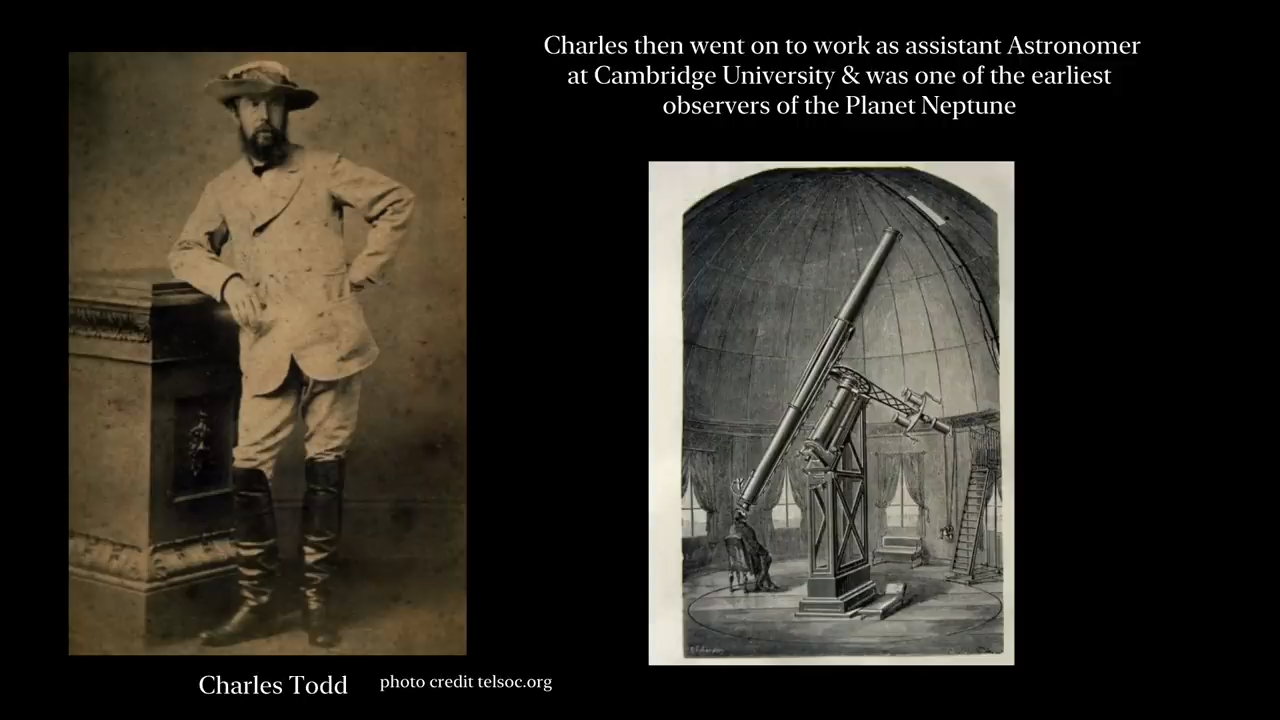 Charles then went on to work as assistant Astronomer
at Cambridge University & was one of the earliest
observers of the Planet Neptune
Charles Todd
photo credit telsoc.org